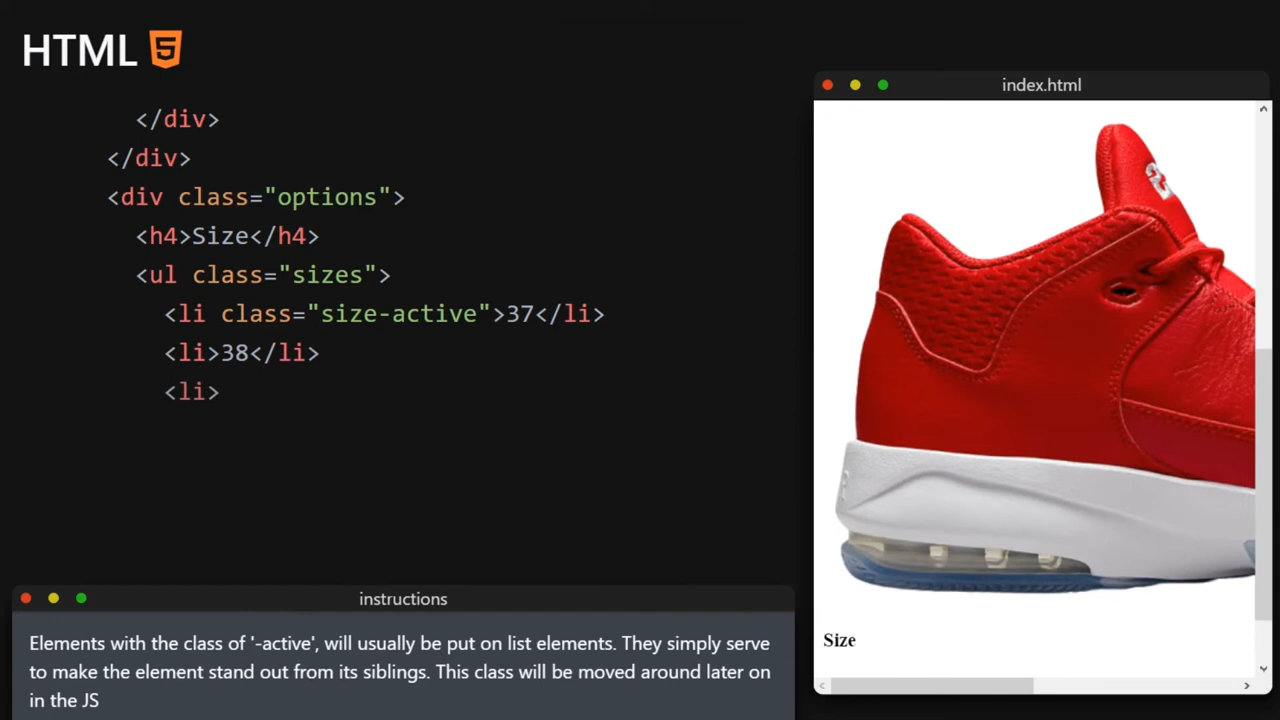 HTML 5
index.html
</div>
</div>
<div class="options">
<h4>Size</h4>
<ul class="sizes">
<li class="size-active">37</li>
<li>38</li>
<li>
Size
instructions
Elements with the class of '-active', will usually be put on list elements. They simply serve
to make the element stand out from its siblings. This class will be moved around later on
in the JS